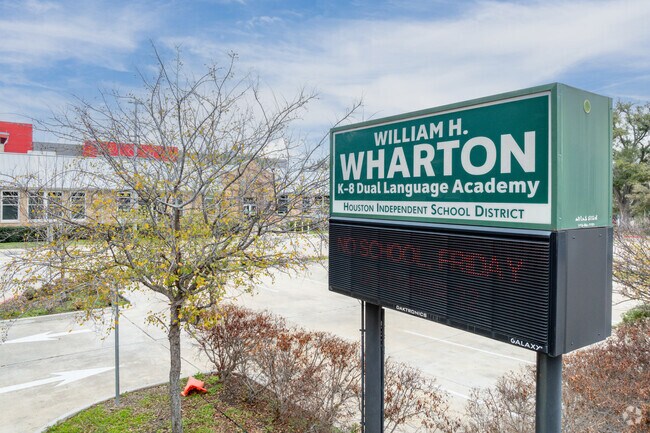 WILLIAM H.
WHARTON
K-8 DUAL LANGUAGE ACADEMY
HOUSTON INDEPENDENT SCHOOL DISTRICT
NO SCHOOL FRIDAY
DAKTRONICS
GALAXY